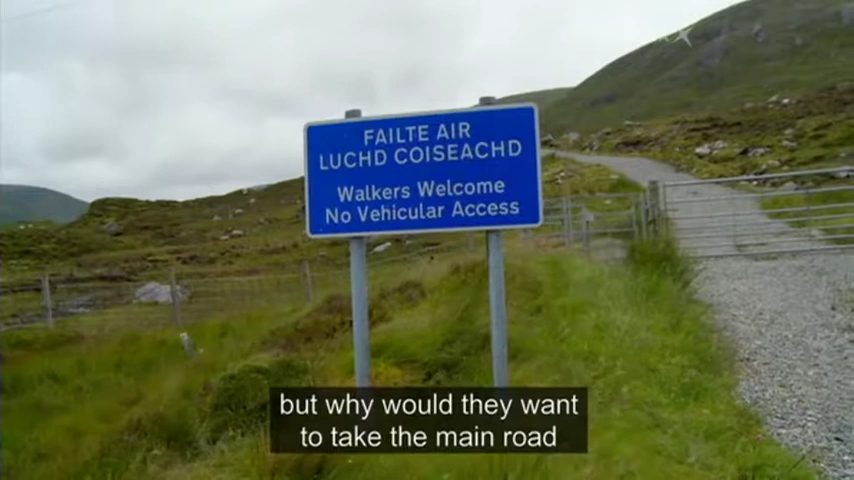 FAILTE AIR
LUCHD COISEACHD
Walkers Welcome
No Vehicular Access
but why would they want
to take the main road